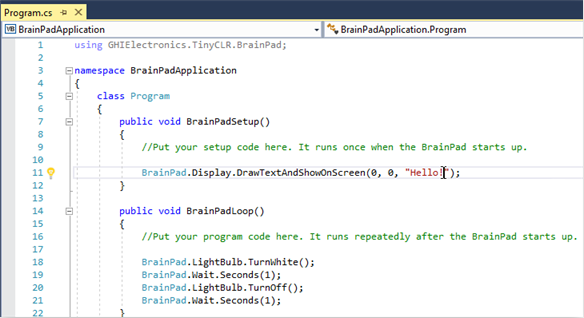 Program.cs
BrainPadApplication BrainPadApplication.Program
1 using GHIElectronics.TinyCLR.BrainPad;
2
3 namespace BrainPadApplication
4 {
5 class Program
6 {
7 public void BrainPadSetup()
8 {
9 //Put your setup code here. It runs once when the BrainPad starts up.
10
11 BrainPad.Display.DrawTextAndShowOnScreen(0, 0, "Hello!");
12 }
13
14 public void BrainPadLoop()
15 {
16 //Put your program code here. It runs repeatedly after the BrainPad starts up.
17
18 BrainPad.LightBulb.TurnWhite();
19 BrainPad.Wait.Seconds(1);
20 BrainPad.LightBulb.TurnOff();
21 BrainPad.Wait.Seconds(1);
22 }